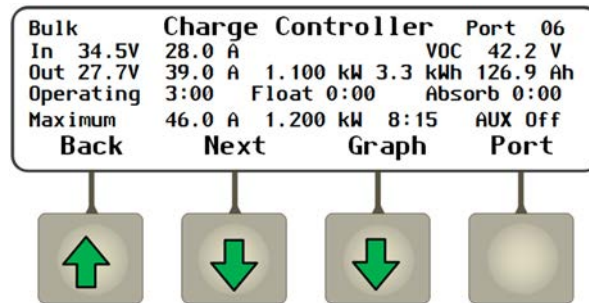 Bulk Charge Controller Port 06
In 34.5V 28.0 A VOC 42.2 V
Out 27.7V 39.0 A 1.100 kW 3.3 kWh 126.9 Ah
Operating 3:00 Float 0:00 Absorb 0:00
Maximum 46.0 A 1.200 kW 8:15 AUX Off
Back Next Graph Port